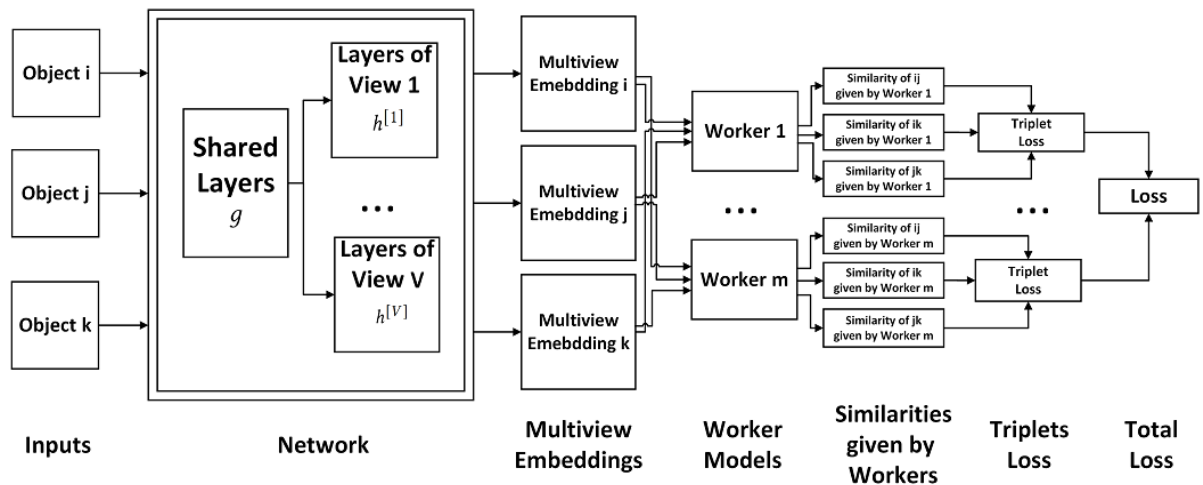 Object i
Object j
Object k
Shared
Layers
g
Layers of
View 1
h^[1]
...
Layers of
View V
h^[V]
Multiview
Emebdding i
Multiview
Emebdding j
Multiview
Emebdding k
Worker 1
...
Worker m
Similarity of ij
given by Worker 1
Similarity of ik
given by Worker 1
Similarity of jk
given by Worker 1
Similarity of ij
given by Worker m
Similarity of ik
given by Worker m
Similarity of jk
given by Worker m
Triplet
Loss
...
Triplet
Loss
Loss
Inputs
Network
Multiview
Embeddings
Worker
Models
Similarities
given by
Workers
Triplets
Loss
Total
Loss